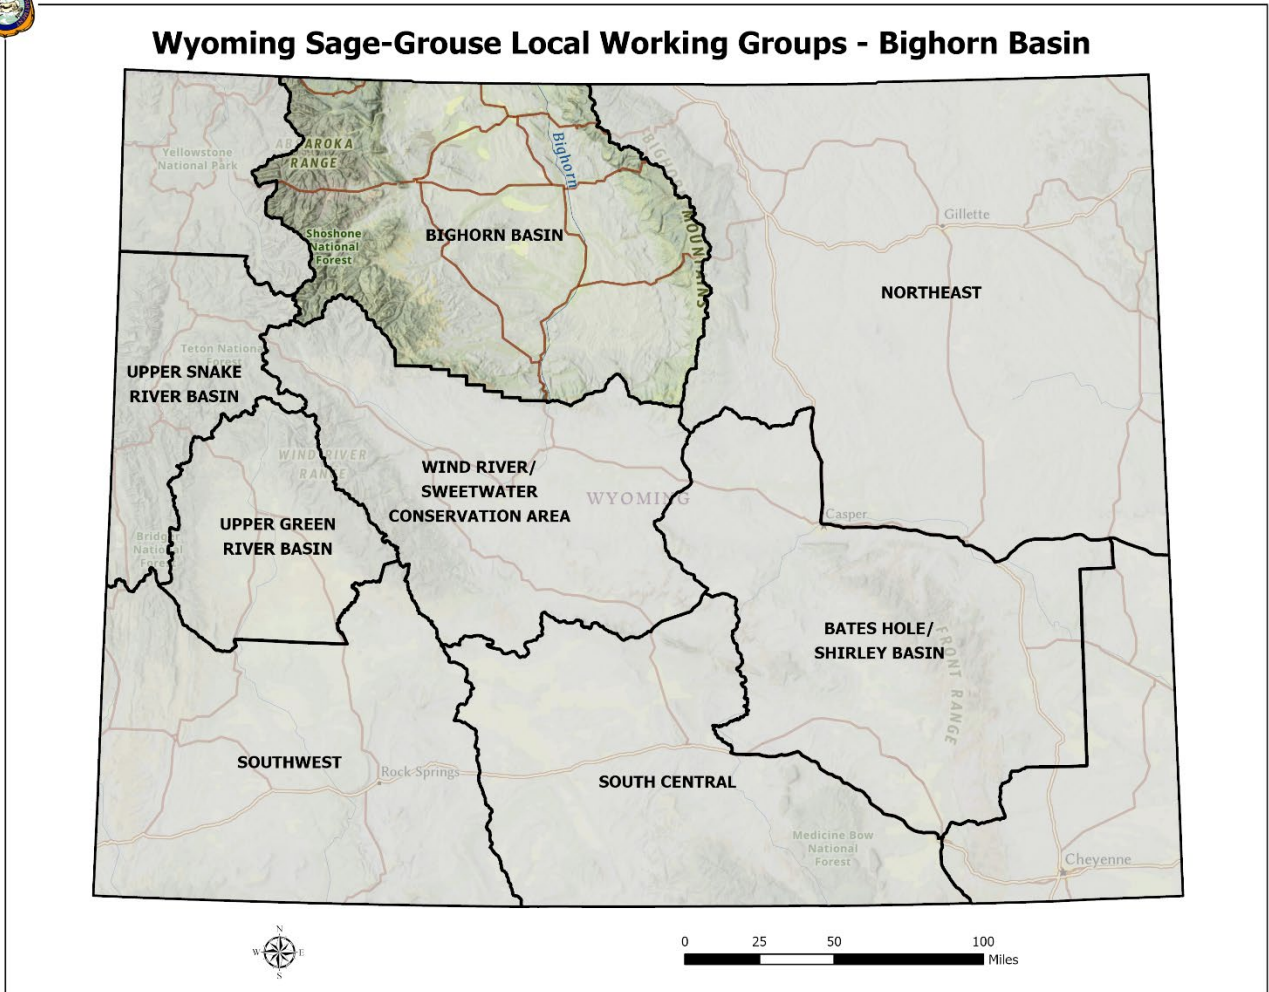 Wyoming Sage-Grouse Local Working Groups - Bighorn Basin
Yellowstone
National Park
ABSAROKA
RANGE
Bighorn
BIGHORN
MOUNTAINS
Shoshone
National
Forest
BIGHORN BASIN
Gillette
NORTHEAST
Teton National
Forest
UPPER SNAKE
RIVER BASIN
WIND RIVER
RANGE
WIND RIVER/
SWEETWATER
CONSERVATION AREA
WYOMING
Casper
UPPER GREEN
RIVER BASIN
Bridger
National
Forest
BATES HOLE/
SHIRLEY BASIN
FRONT RANGE
SOUTHWEST
Rock Springs
SOUTH CENTRAL
Medicine Bow
National
Forest
Cheyenne
N
W E
S
0 25 50 100
Miles